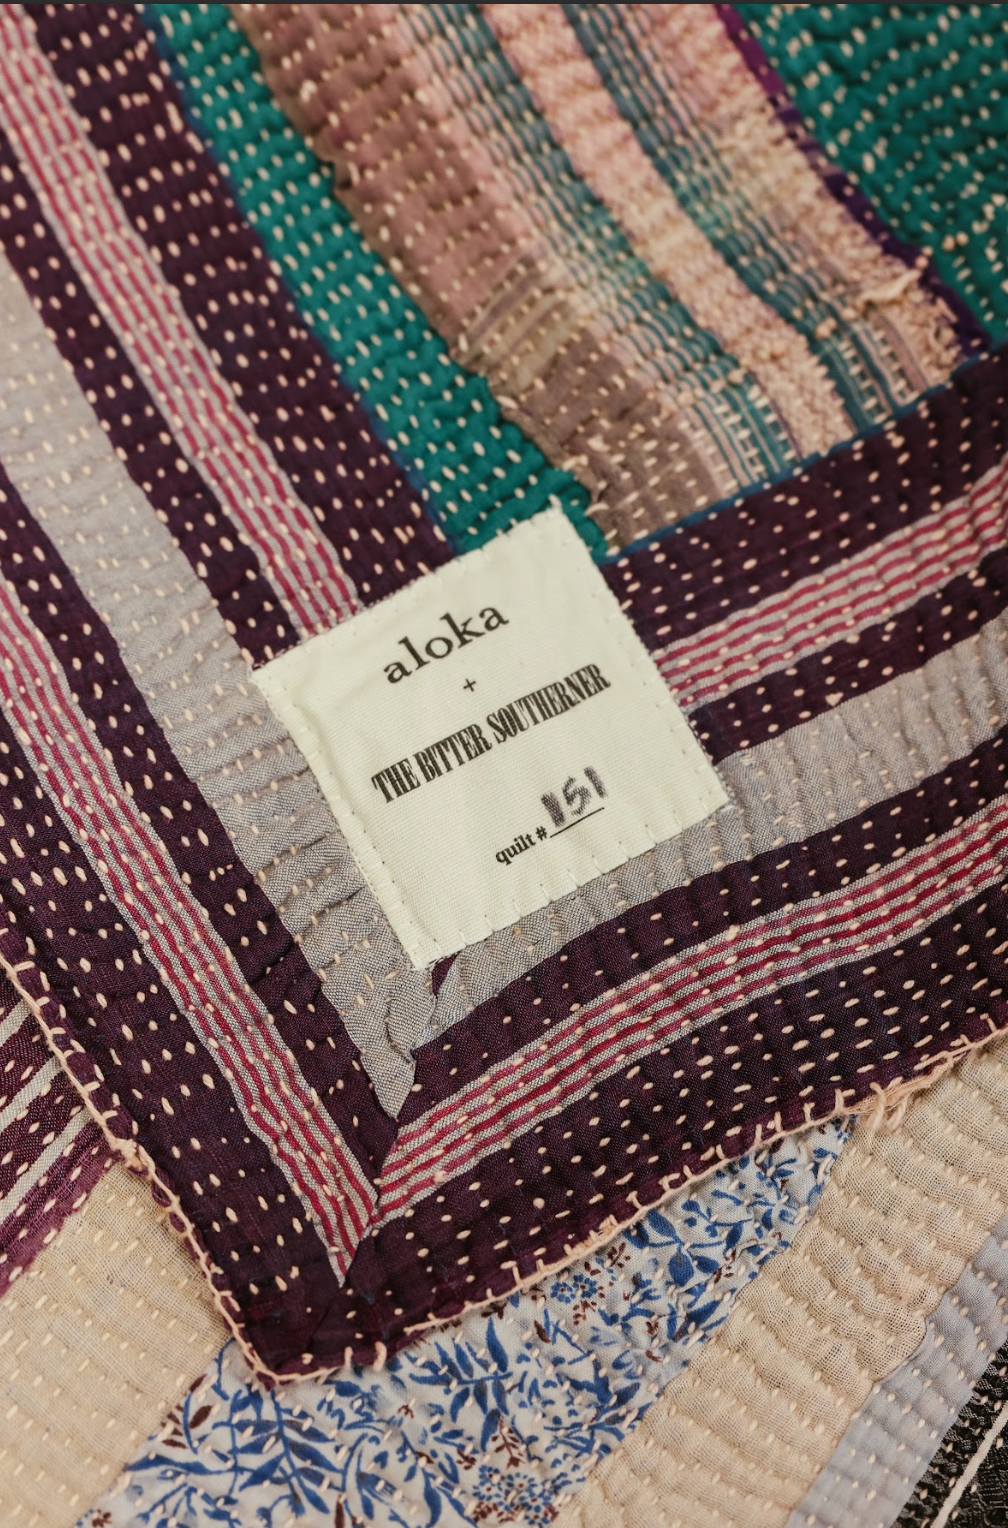 aloka
+
THE BITTER SOUTHERNER
quilt # 151